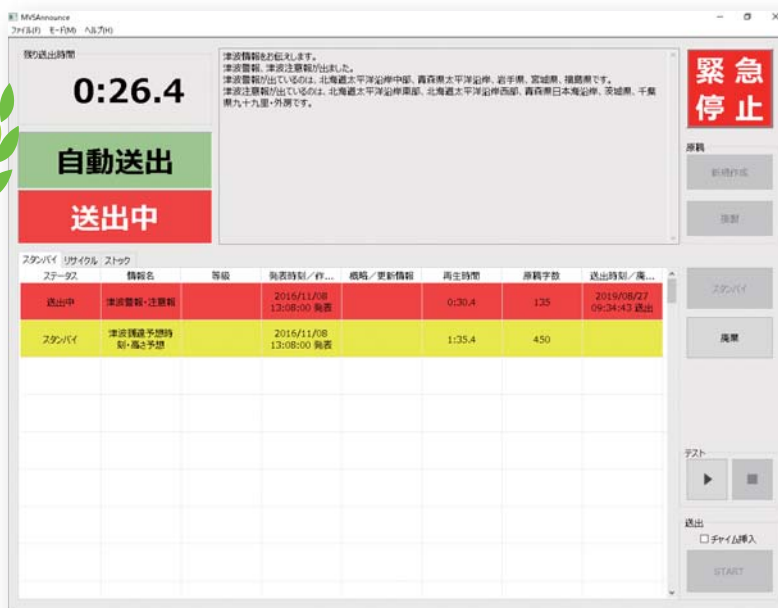 MVSAnnounce
ファイル(F) モード(M) ヘルプ(H)
残り送出時間
0:26.4
自動送出
送出中
津波情報をお伝えします。
津波警報、津波注意報が出ました。
津波警報が出ているのは、北海道太平洋沿岸中部、青森県太平洋沿岸、岩手県、宮城県、福島県です。
津波注意報が出ているのは、北海道太平洋沿岸東部、北海道太平洋沿岸西部、青森県日本海沿岸、茨城県、千葉
県九十九里・外房です。
緊急
停止
原稿
新規作成
複製
スタンバイ リサイクル ストック
ステータス 情報名 等級 発表時刻／作... 概略／更新情報 再生時間 原稿字数 送出時刻／廃...
送出中 津波警報・注意報 2016/11/08 13:08:00 発表 0:30.4 135 2019/08/27 09:34:43 送出
スタンバイ 津波到達予想時刻・高さ予想 2016/11/08 13:08:00 発表 1:35.4 450
スタンバイ
廃棄
テスト
送出
チャイム挿入
START